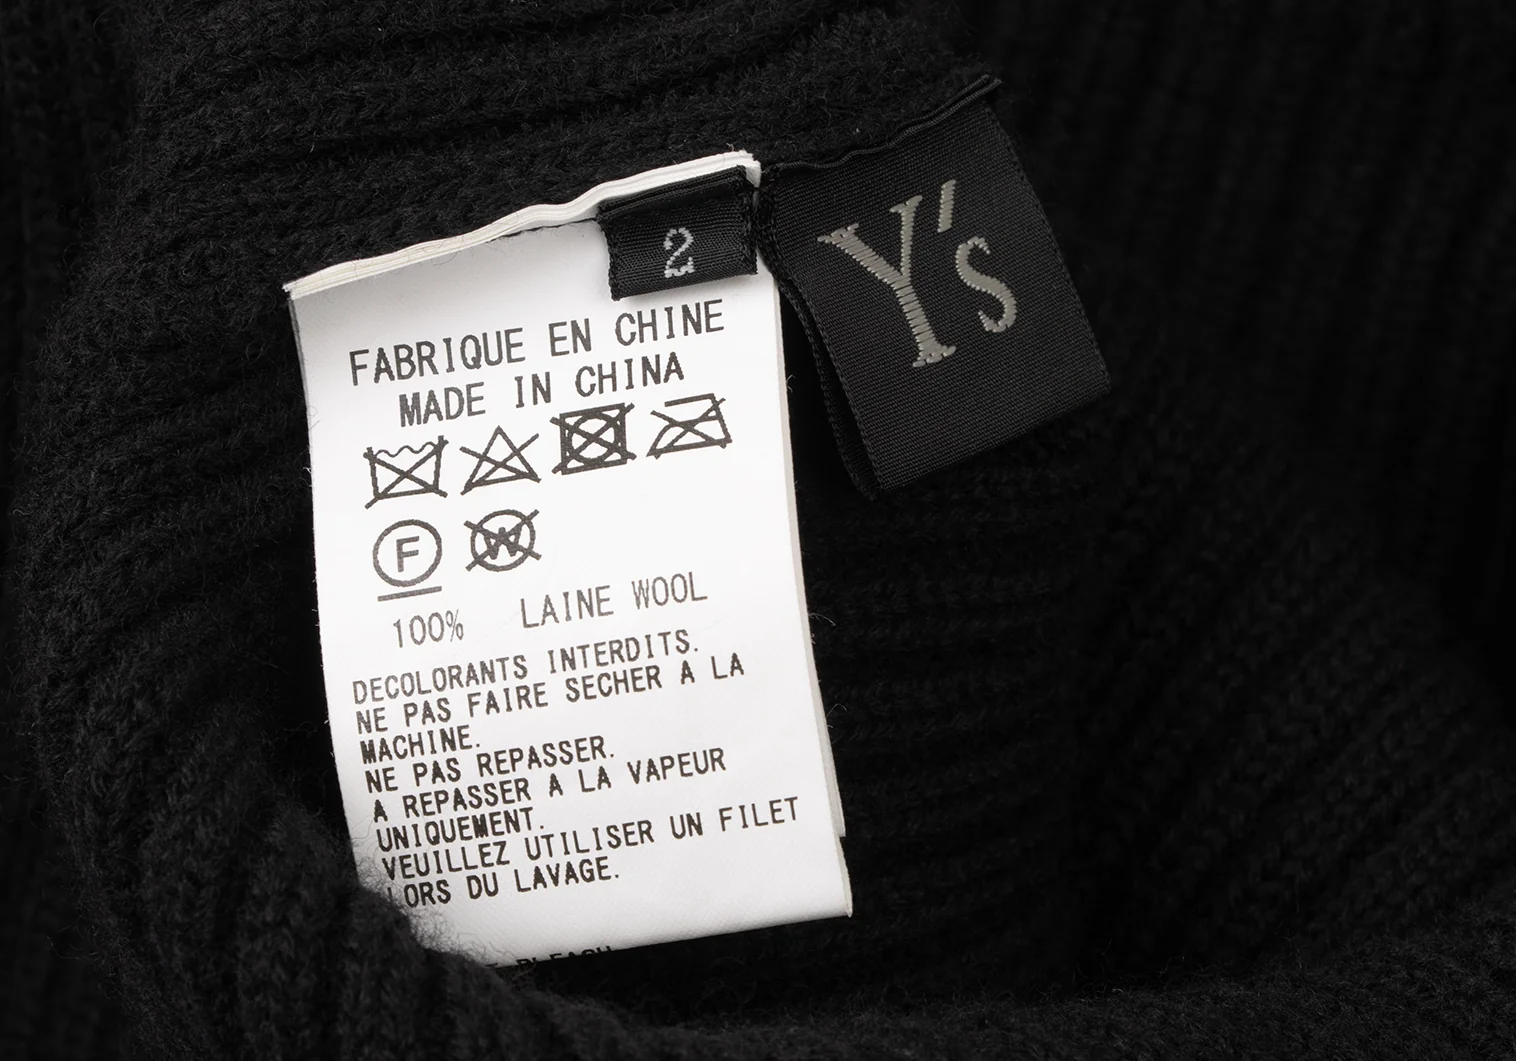 2
Y's
FABRIQUE EN CHINE
MADE IN CHINA
F W
100% LAINE WOOL
DECOLORANTS INTERDITS.
NE PAS FAIRE SECHER A LA
MACHINE.
NE PAS REPASSER.
A REPASSER A LA VAPEUR
UNIQUEMENT.
VEUILLEZ UTILISER UN FILET
LORS DU LAVAGE.
BLEACH